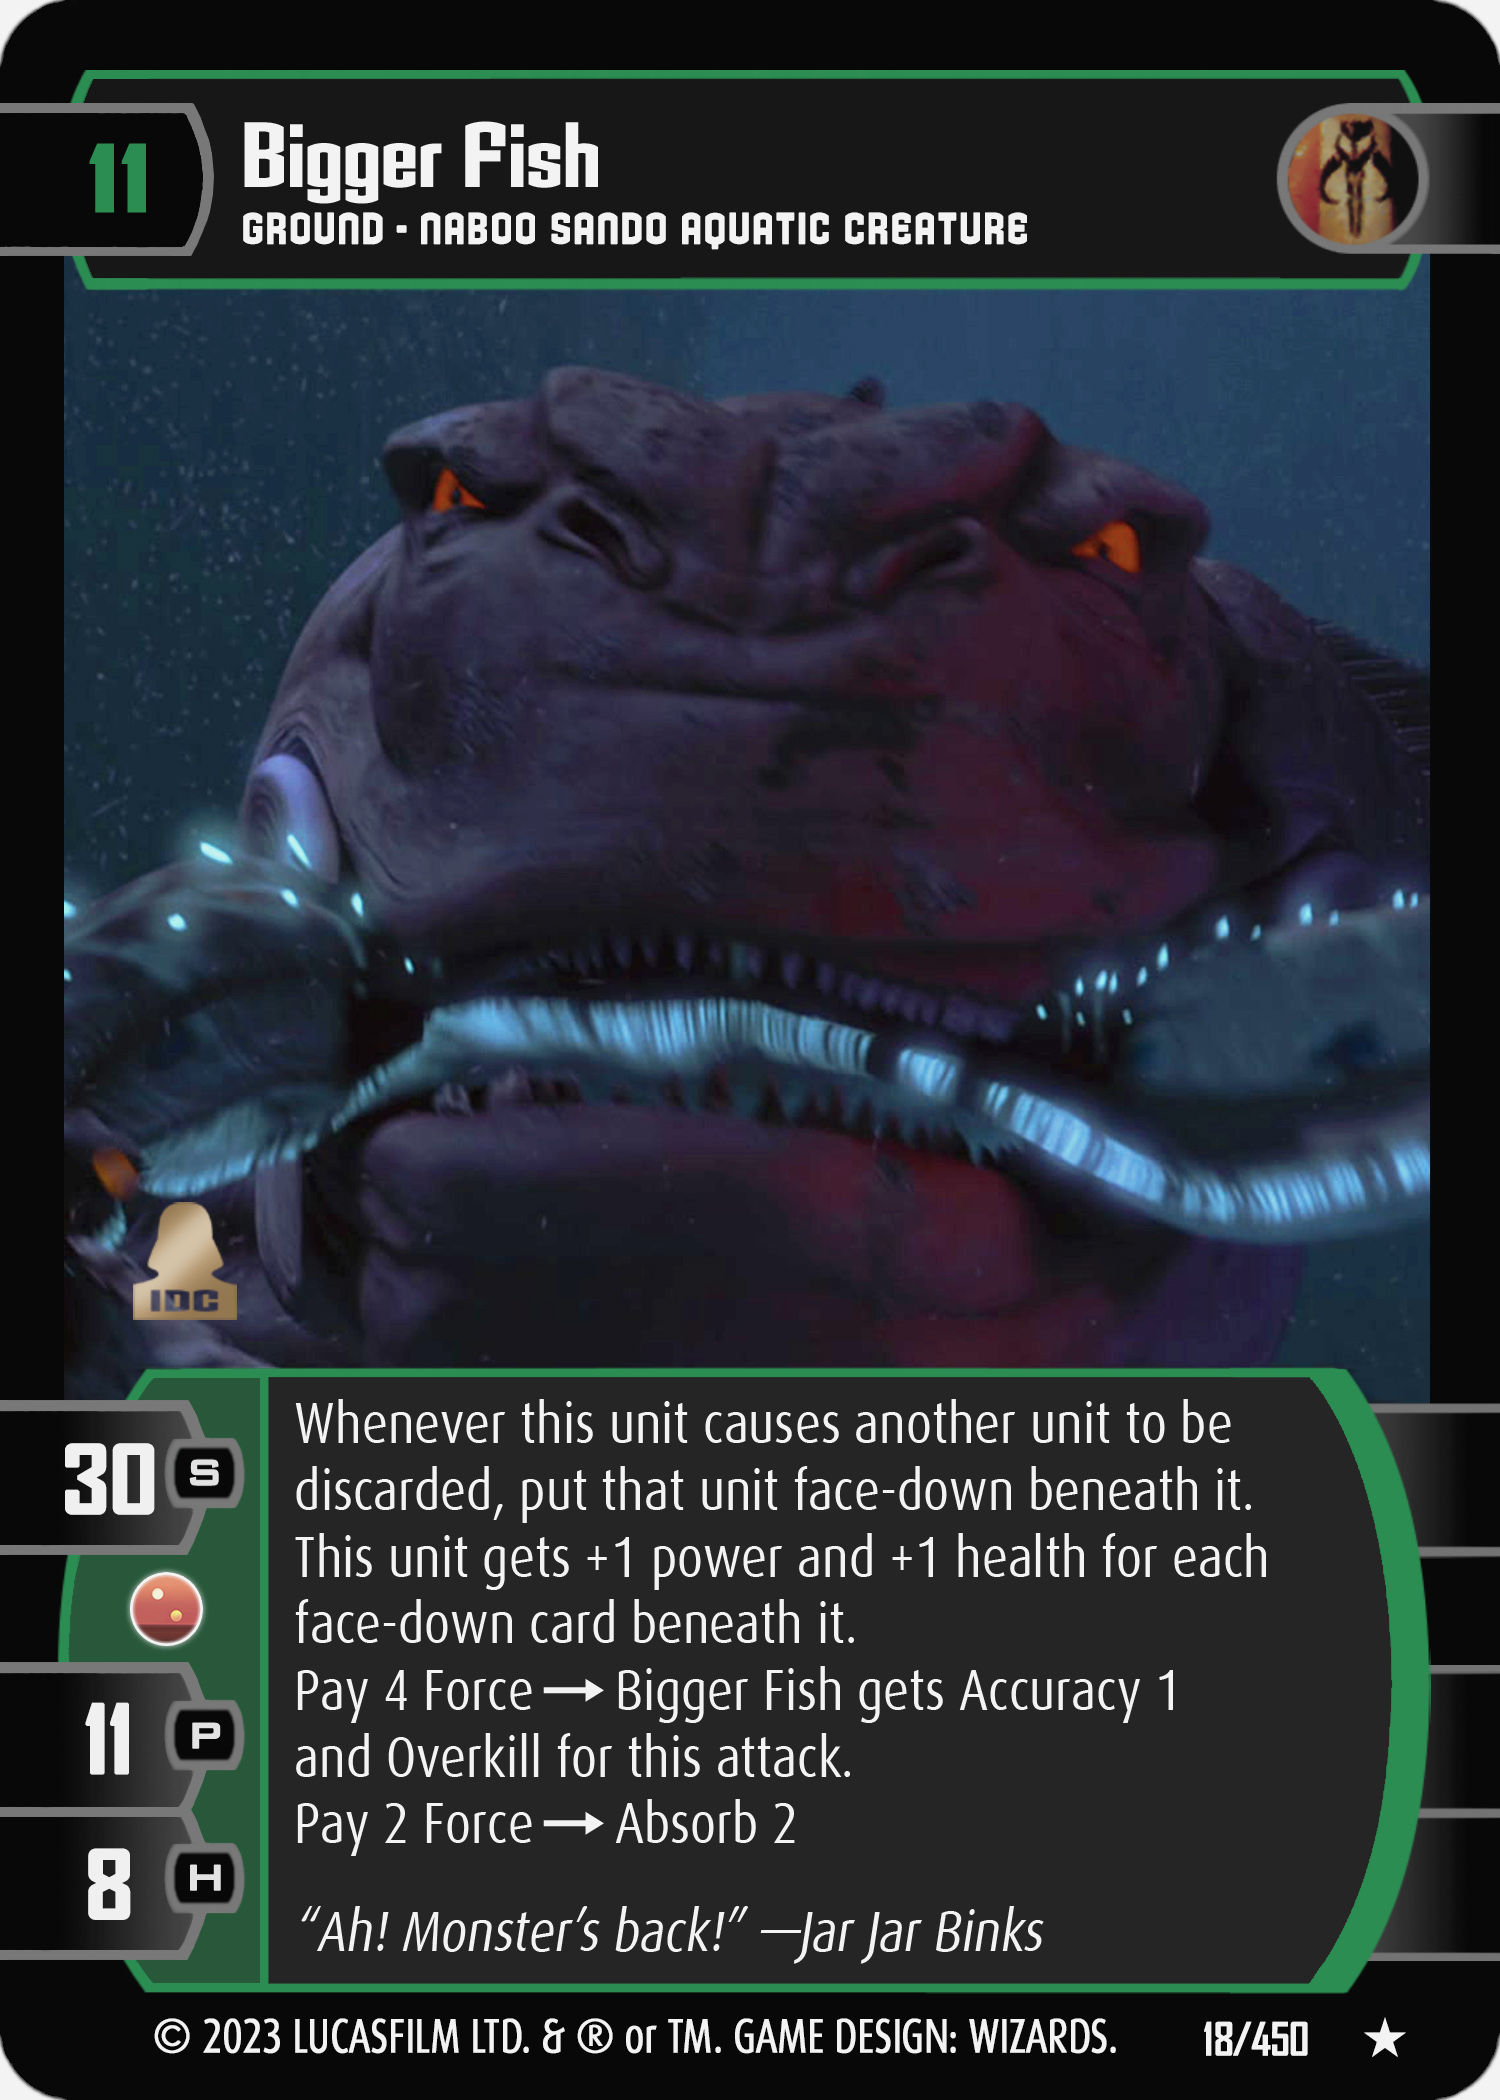 11
Bigger Fish
GROUND - NABOO SANDO AQUATIC CREATURE
IDC
30 S
11 P
8 H
Whenever this unit causes another unit to be
discarded, put that unit face-down beneath it.
This unit gets +1 power and +1 health for each
face-down card beneath it.
Pay 4 Force → Bigger Fish gets Accuracy 1
and Overkill for this attack.
Pay 2 Force → Absorb 2
“Ah! Monster’s back!” —Jar Jar Binks
© 2023 LUCASFILM LTD. & ® or TM. GAME DESIGN: WIZARDS. 18/450 ★